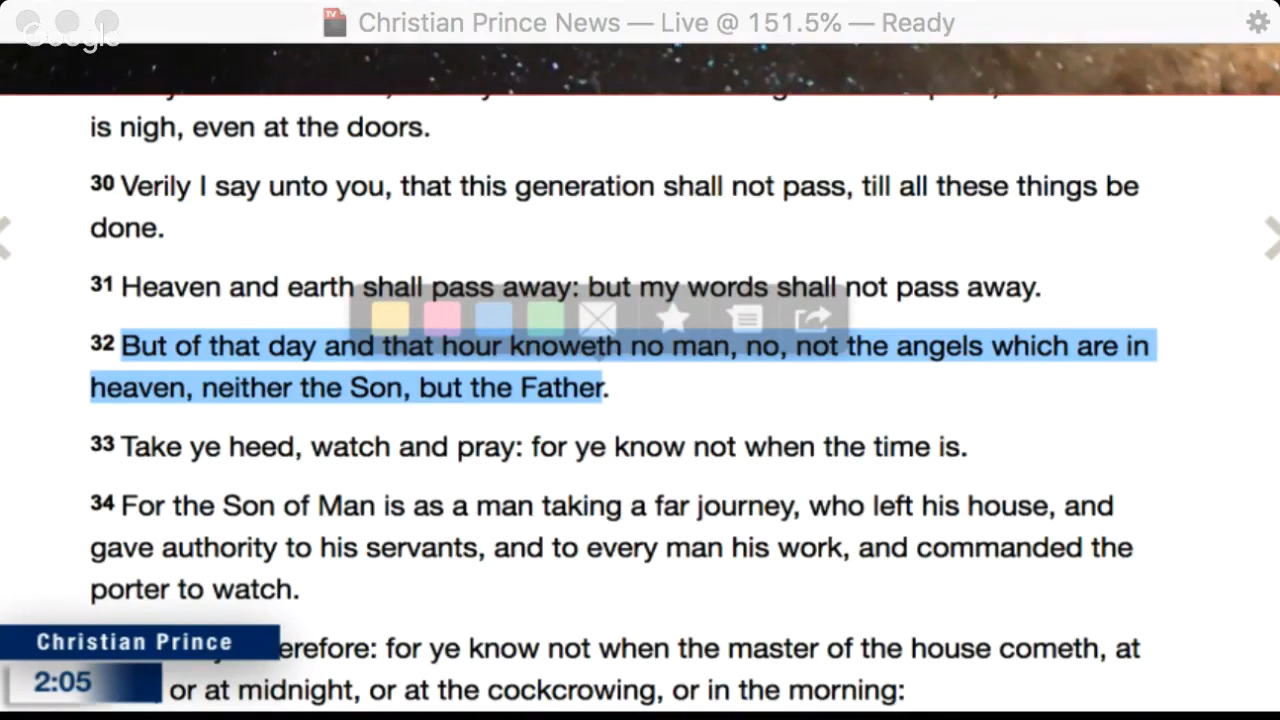 Christian Prince News — Live @ 151.5% — Ready
Google
is nigh, even at the doors.
30 Verily I say unto you, that this generation shall not pass, till all these things be
done.
31 Heaven and earth shall pass away: but my words shall not pass away.
32 But of that day and that hour knoweth no man, no, not the angels which are in
heaven, neither the Son, but the Father.
33 Take ye heed, watch and pray: for ye know not when the time is.
34 For the Son of Man is as a man taking a far journey, who left his house, and
gave authority to his servants, and to every man his work, and commanded the
porter to watch.
Christian Prince
erefore: for ye know not when the master of the house cometh, at
2:05
or at midnight, or at the cockcrowing, or in the morning: